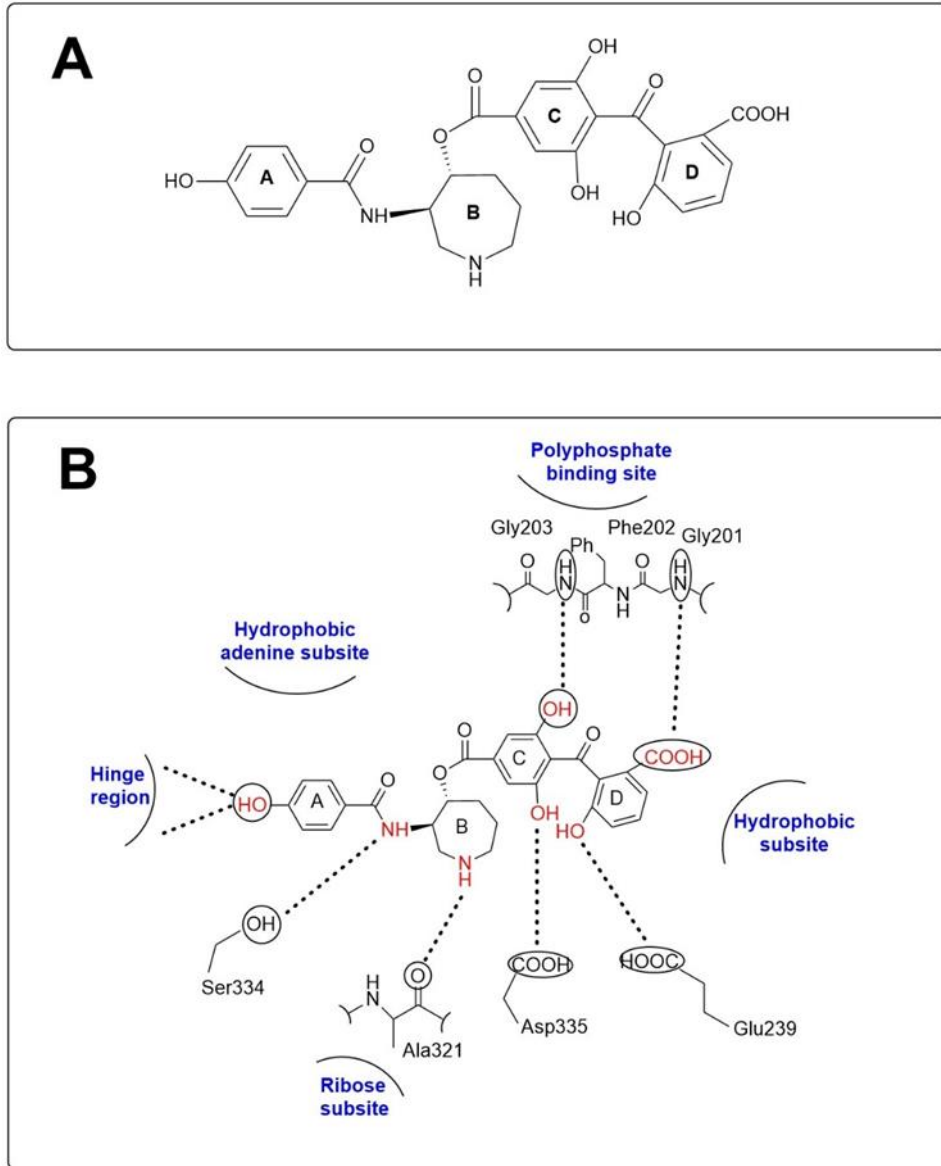 A
OH
O
O
COOH
C
O
O
D
HO
A
OH
HO
NH
B
N
H
B
Polyphosphate
binding site
Gly203
Phe202
Gly201
Ph
O
H
N
O
H
N
O
N
H
Hydrophobic
adenine subsite
OH
O
O
C
COOH
Hinge
region
O
O
D
HO
A
OH
Hydrophobic
subsite
NH
B
HO
N
H
OH
Ser334
O
COOH
HOOC
H
N
Asp335
Glu239
Ala321
Ribose
subsite